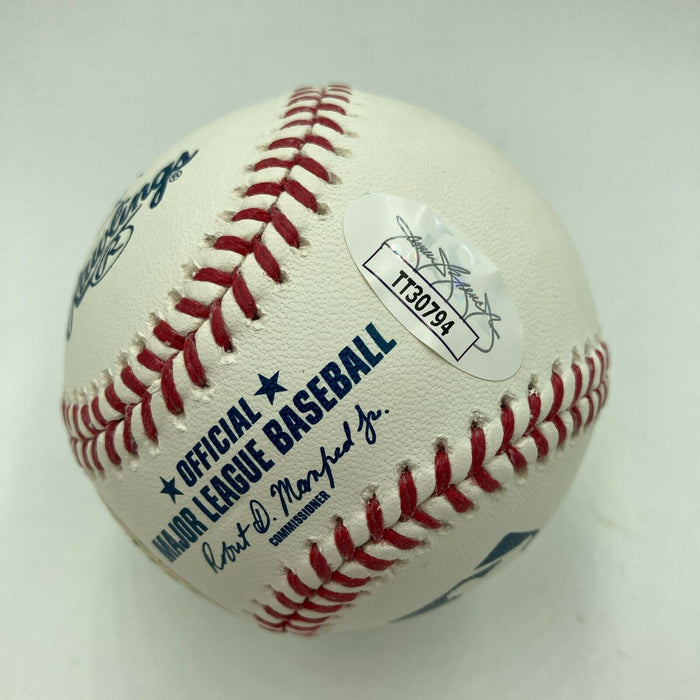 Rawlings®
TT30794
★ OFFICIAL ★
MAJOR LEAGUE BASEBALL
Robert D. Manfred Jr.
COMMISSIONER